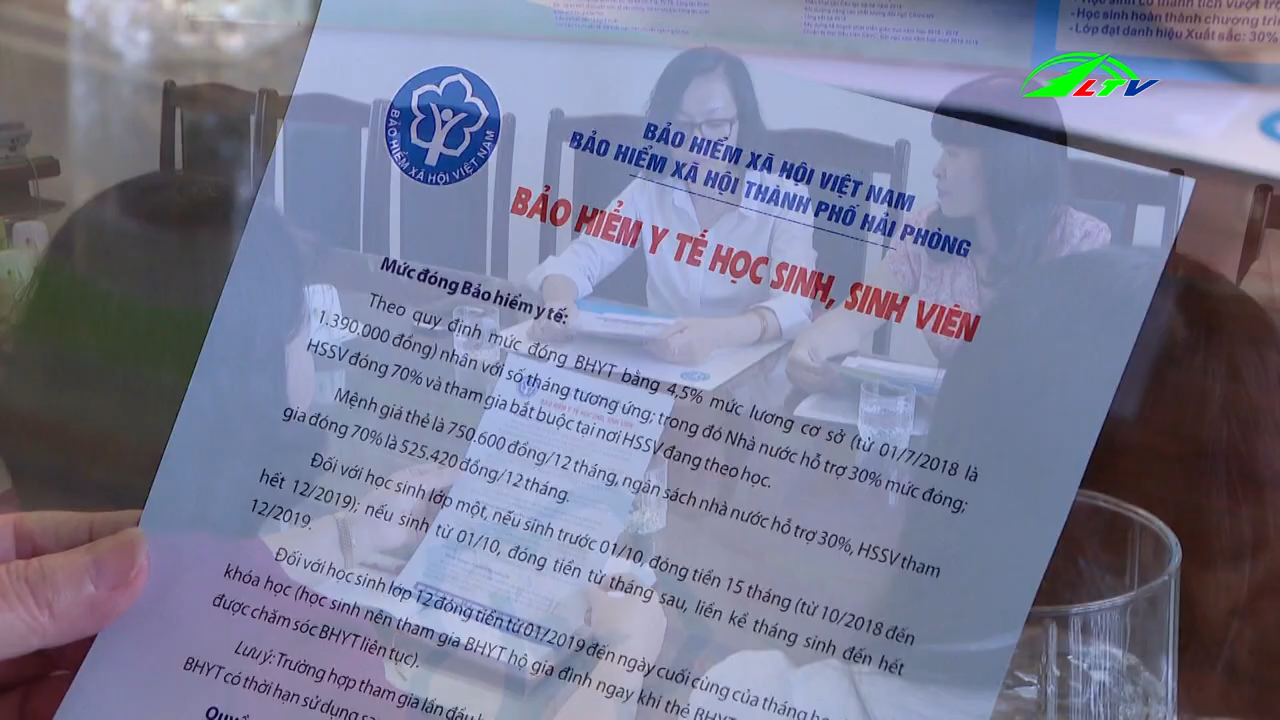 - Học sinh có thành tích vượt
- Học sinh hoàn thành chương
- Lớp đạt danh hiệu Xuất sắc: 30%
LTV
BẢO HIỂM XÃ HỘI VIỆT NAM
BẢO HIỂM XÃ HỘI VIỆT NAM
BẢO HIỂM XÃ HỘI THÀNH PHỐ HẢI PHÒNG
BẢO HIỂM Y TẾ HỌC SINH, SINH VIÊN
Mức đóng Bảo hiểm y tế:
Theo quy định mức đóng BHYT bằng 4,5% mức lương cơ sở (từ 01/7/2018 là
1.390.000 đồng) nhân với số tháng tương ứng; trong đó Nhà nước hỗ trợ 30% mức đóng;
HSSV đóng 70% và tham gia bắt buộc tại nơi HSSV đang theo học.
Mệnh giá thẻ là 750.600 đồng/12 tháng, ngân sách nhà nước hỗ trợ 30%, HSSV tham
gia đóng 70% là 525.420 đồng/12 tháng.
Đối với học sinh lớp một, nếu sinh trước 01/10, đóng tiền 15 tháng (từ 10/2018 đến
hết 12/2019); nếu sinh từ 01/10, đóng tiền từ tháng sau, liền kề tháng sinh đến hết
12/2019.
Đối với học sinh lớp 12 đóng tiền từ 01/2019 đến ngày cuối cùng của tháng
khóa học (học sinh nên tham gia BHYT hộ gia đình ngay khi thẻ BHYT
được chăm sóc BHYT liên tục).
Lưu ý: Trường hợp tham gia lần đầu
BHYT có thời hạn sử dụng